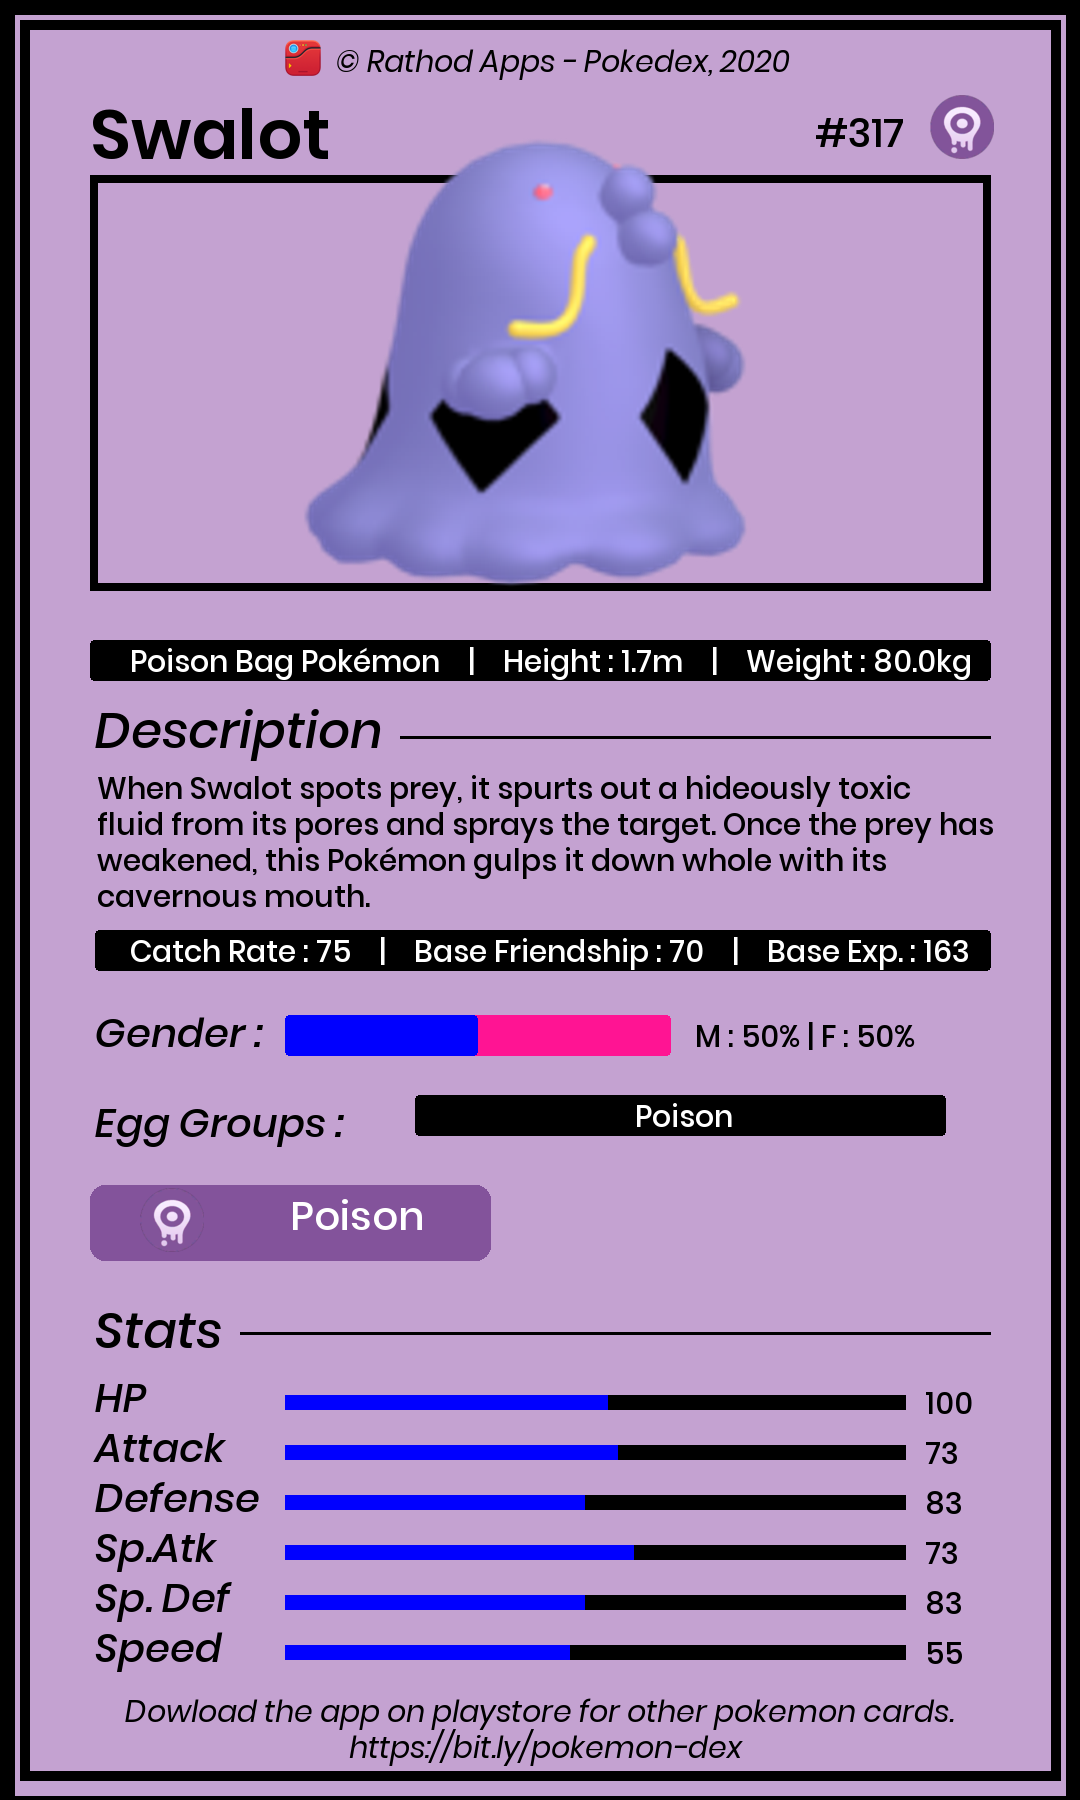 © Rathod Apps - Pokedex, 2020
Swalot
#317
Poison Bag Pokémon | Height : 1.7m | Weight : 80.0kg
Description
When Swalot spots prey, it spurts out a hideously toxic
fluid from its pores and sprays the target. Once the prey has
weakened, this Pokémon gulps it down whole with its
cavernous mouth.
Catch Rate : 75 | Base Friendship : 70 | Base Exp. : 163
Gender : M : 50% | F : 50%
Egg Groups : Poison
Poison
Stats
HP 100
Attack 73
Defense 83
Sp.Atk 73
Sp. Def 83
Speed 55
Dowload the app on playstore for other pokemon cards.
https://bit.ly/pokemon-dex